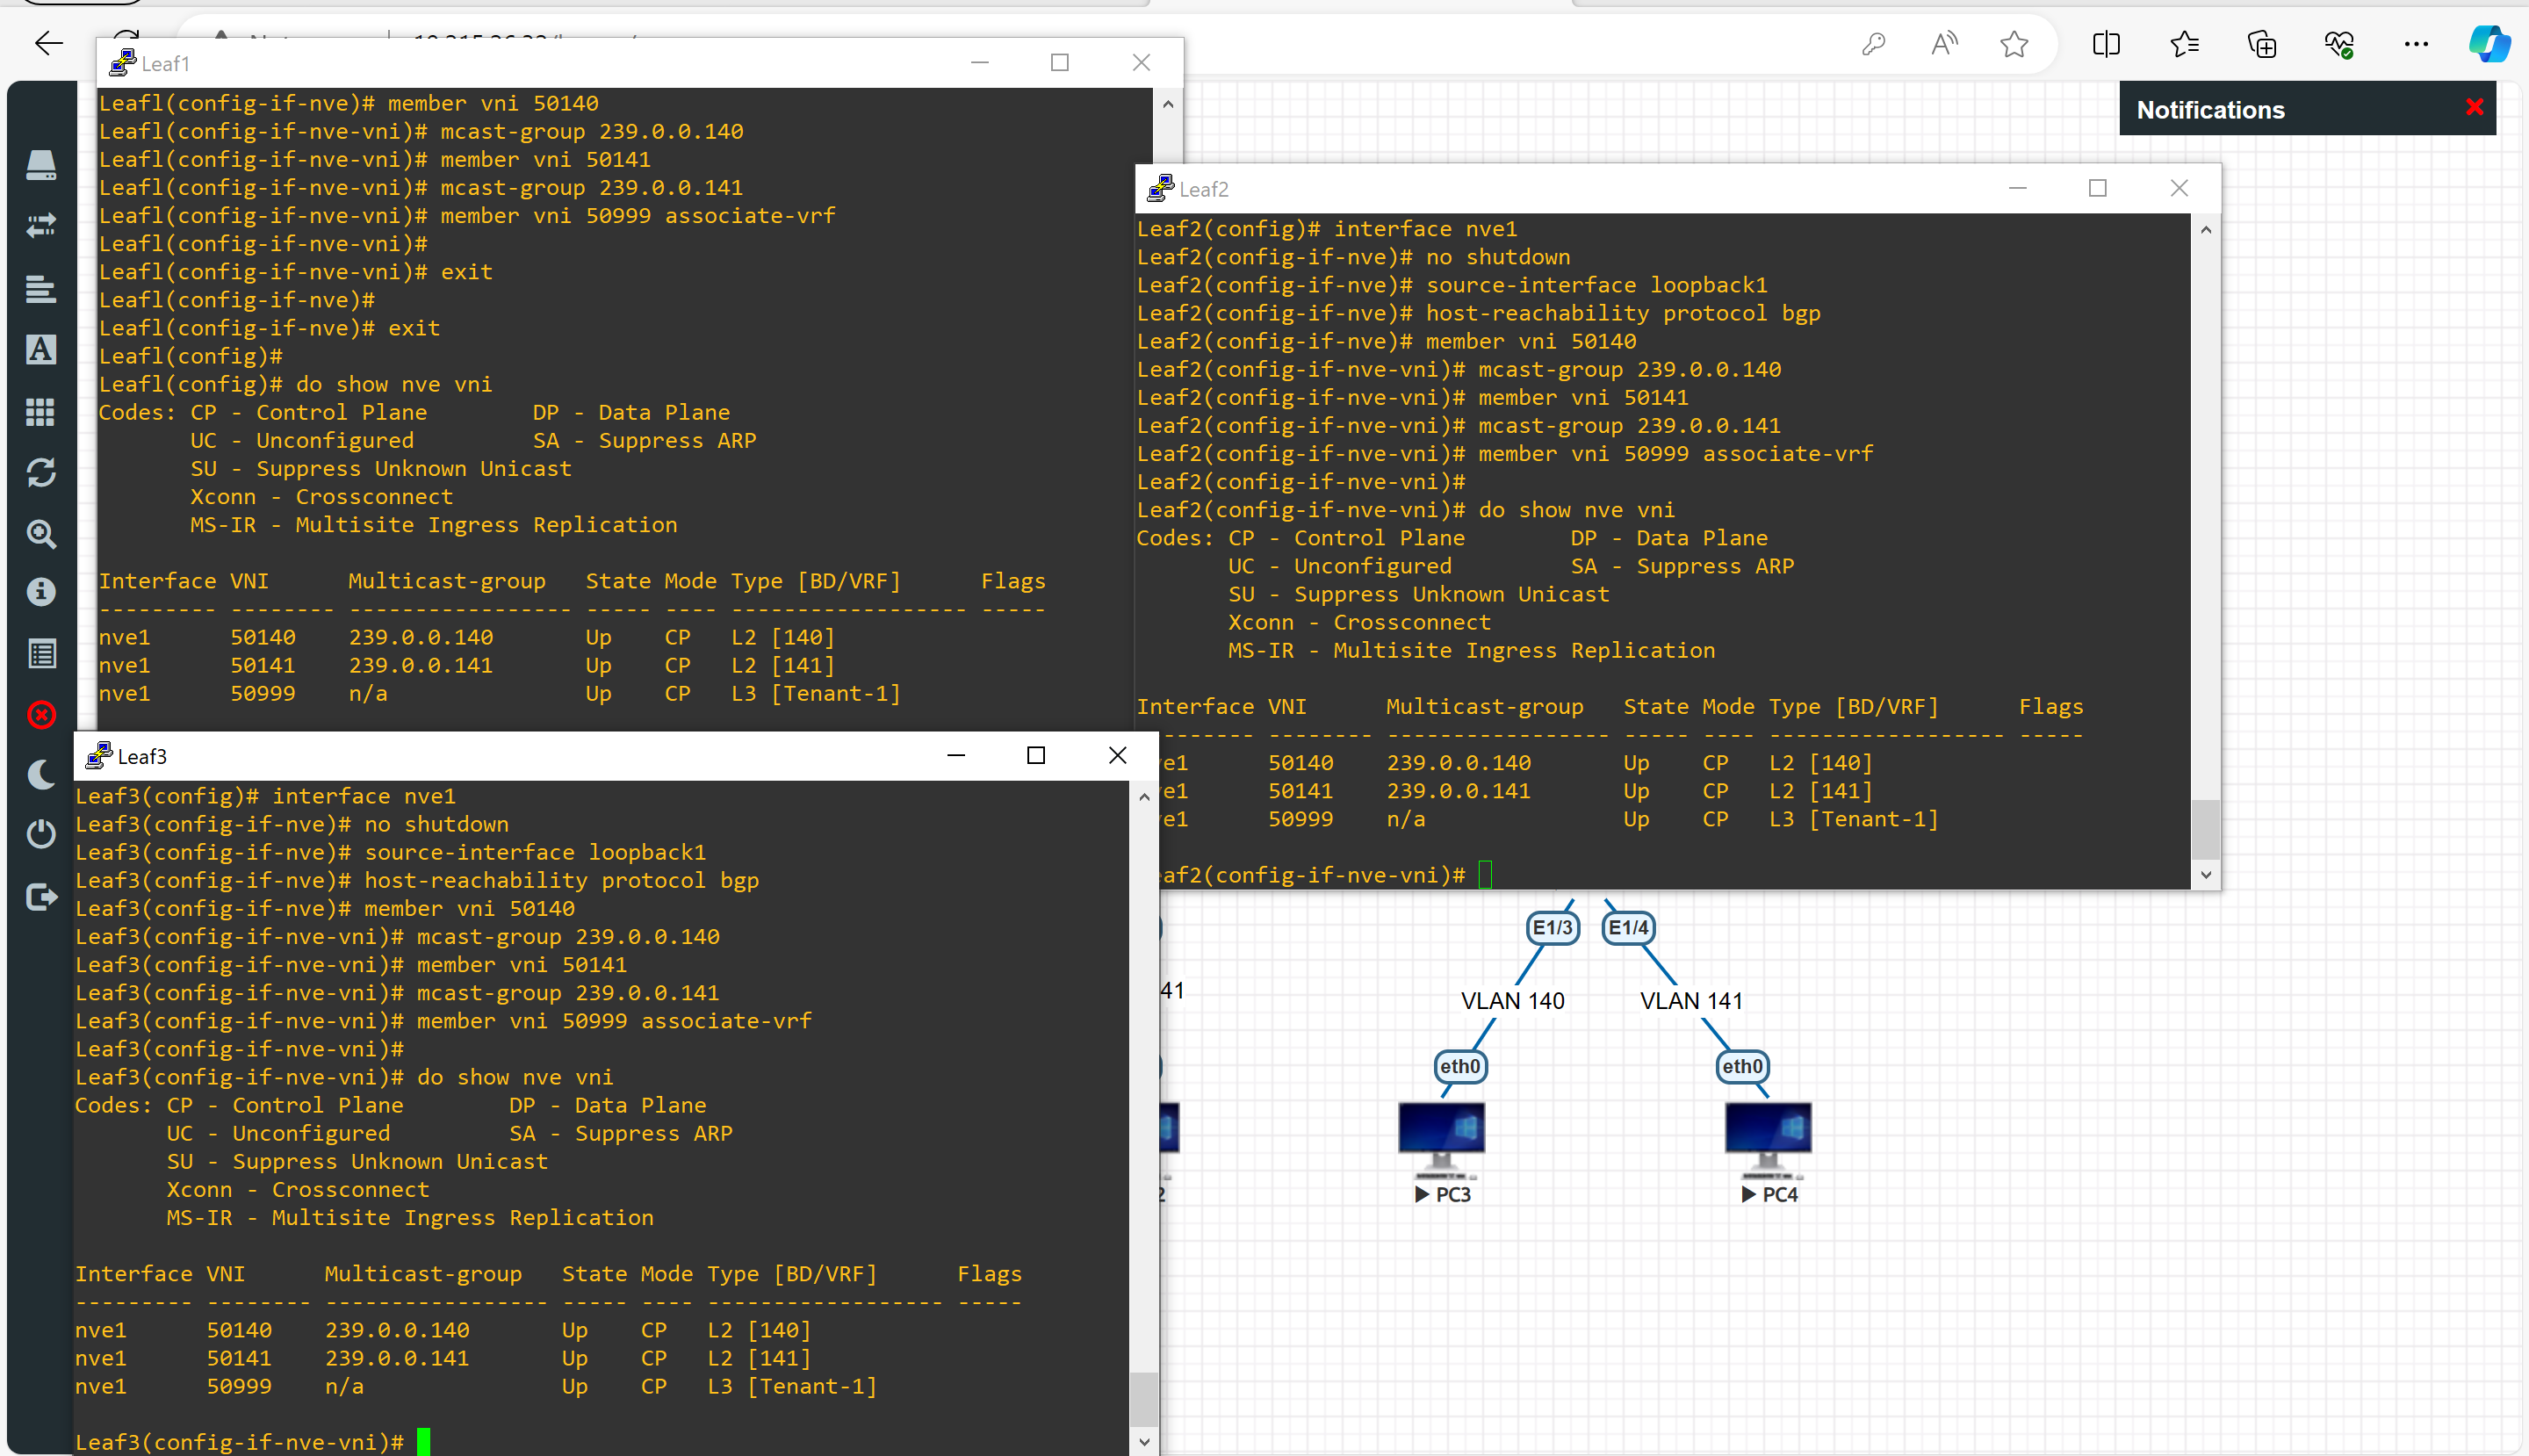 Leaf1
Leafl(config-if-nve)# member vni 50140
Leafl(config-if-nve-vni)# mcast-group 239.0.0.140
Leafl(config-if-nve-vni)# member vni 50141
Leafl(config-if-nve-vni)# mcast-group 239.0.0.141
Leafl(config-if-nve-vni)# member vni 50999 associate-vrf
Leafl(config-if-nve-vni)#
Leafl(config-if-nve-vni)# exit
Leafl(config-if-nve)#
Leafl(config-if-nve)# exit
Leafl(config)#
Leafl(config)# do show nve vni
Codes: CP - Control Plane        DP - Data Plane
UC - Unconfigured         SA - Suppress ARP
SU - Suppress Unknown Unicast
Xconn - Crossconnect
MS-IR - Multisite Ingress Replication
Interface VNI      Multicast-group   State Mode Type [BD/VRF]      Flags
--------- -------- ----------------- ----- ---- ------------------ -----
nve1      50140    239.0.0.140       Up    CP   L2 [140]
nve1      50141    239.0.0.141       Up    CP   L2 [141]
nve1      50999    n/a               Up    CP   L3 [Tenant-1]
Notifications
Leaf2
Leaf2(config)# interface nve1
Leaf2(config-if-nve)# no shutdown
Leaf2(config-if-nve)# source-interface loopback1
Leaf2(config-if-nve)# host-reachability protocol bgp
Leaf2(config-if-nve)# member vni 50140
Leaf2(config-if-nve-vni)# mcast-group 239.0.0.140
Leaf2(config-if-nve-vni)# member vni 50141
Leaf2(config-if-nve-vni)# mcast-group 239.0.0.141
Leaf2(config-if-nve-vni)# member vni 50999 associate-vrf
Leaf2(config-if-nve-vni)#
Leaf2(config-if-nve-vni)# do show nve vni
Codes: CP - Control Plane        DP - Data Plane
UC - Unconfigured         SA - Suppress ARP
SU - Suppress Unknown Unicast
Xconn - Crossconnect
MS-IR - Multisite Ingress Replication
Interface VNI      Multicast-group   State Mode Type [BD/VRF]      Flags
------- -------- ----------------- ----- ---- ------------------ -----
e1      50140    239.0.0.140       Up    CP   L2 [140]
e1      50141    239.0.0.141       Up    CP   L2 [141]
e1      50999    n/a               Up    CP   L3 [Tenant-1]
af2(config-if-nve-vni)#
Leaf3
Leaf3(config)# interface nve1
Leaf3(config-if-nve)# no shutdown
Leaf3(config-if-nve)# source-interface loopback1
Leaf3(config-if-nve)# host-reachability protocol bgp
Leaf3(config-if-nve)# member vni 50140
Leaf3(config-if-nve-vni)# mcast-group 239.0.0.140
Leaf3(config-if-nve-vni)# member vni 50141
Leaf3(config-if-nve-vni)# mcast-group 239.0.0.141
Leaf3(config-if-nve-vni)# member vni 50999 associate-vrf
Leaf3(config-if-nve-vni)#
Leaf3(config-if-nve-vni)# do show nve vni
Codes: CP - Control Plane        DP - Data Plane
UC - Unconfigured         SA - Suppress ARP
SU - Suppress Unknown Unicast
Xconn - Crossconnect
MS-IR - Multisite Ingress Replication
Interface VNI      Multicast-group   State Mode Type [BD/VRF]      Flags
--------- -------- ----------------- ----- ---- ------------------ -----
nve1      50140    239.0.0.140       Up    CP   L2 [140]
nve1      50141    239.0.0.141       Up    CP   L2 [141]
nve1      50999    n/a               Up    CP   L3 [Tenant-1]
Leaf3(config-if-nve-vni)#
E1/3 E1/4
41
VLAN 140 VLAN 141
eth0 eth0
2
PC3 PC4